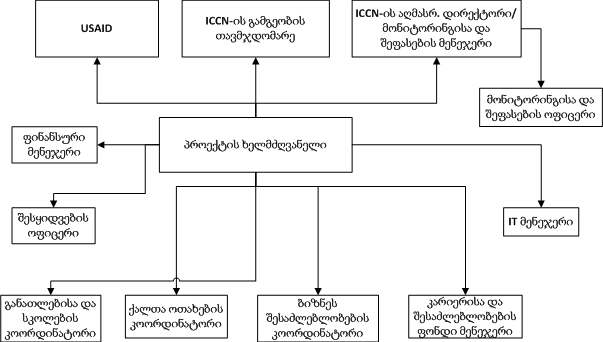 USAID
ICCN-ის გამგეობის
თავმჯდომარე
ICCN-ის აღმასრ. დირექტორი/
მონიტორინგისა და
შეფასების მენეჯერი
მონიტორინგისა და
შეფასების ოფიცერი
ფინანსური
მენეჯერი
პროექტის ხელმძღვანელი
შესყიდვების
ოფიცერი
IT მენეჯერი
განათლებისა და
სკოლების
კოორდინატორი
ქალთა ოთახების
კოორდინატორი
ბიზნეს
შესაძლებლობების
კოორდინატორი
კარიერისა და
შესაძლებლობების
ფონდი მენეჯერი